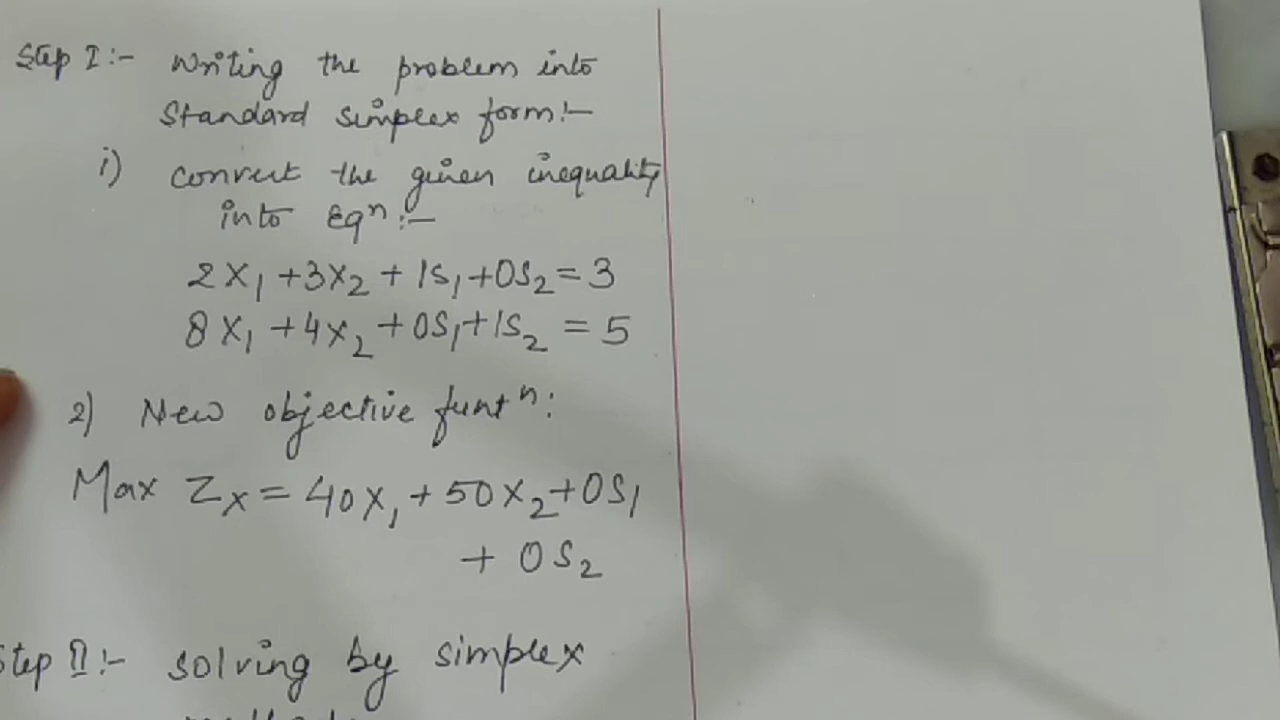 Step I:- Writing the problem into
Standard simplex form:-
i) convert the given inequality
into Eqⁿ:-
2X₁ + 3X₂ + 1S₁ + 0S₂ = 3
8X₁ + 4X₂ + 0S₁ + 1S₂ = 5
2) New objective funtⁿ:
Max Zₓ = 40X₁ + 50X₂ + 0S₁
+ 0S₂
Step II:- solving by simplex